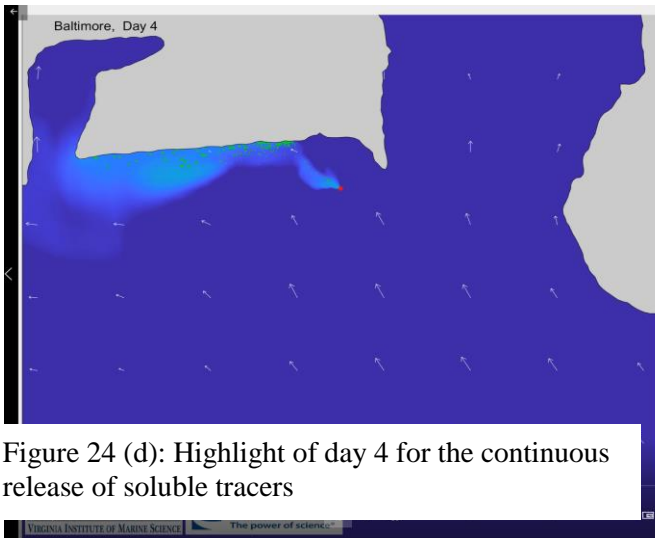 Baltimore, Day 4
Figure 24 (d): Highlight of day 4 for the continuous
release of soluble tracers
VIRGINIA INSTITUTE OF MARINE SCIENCE
The power of science